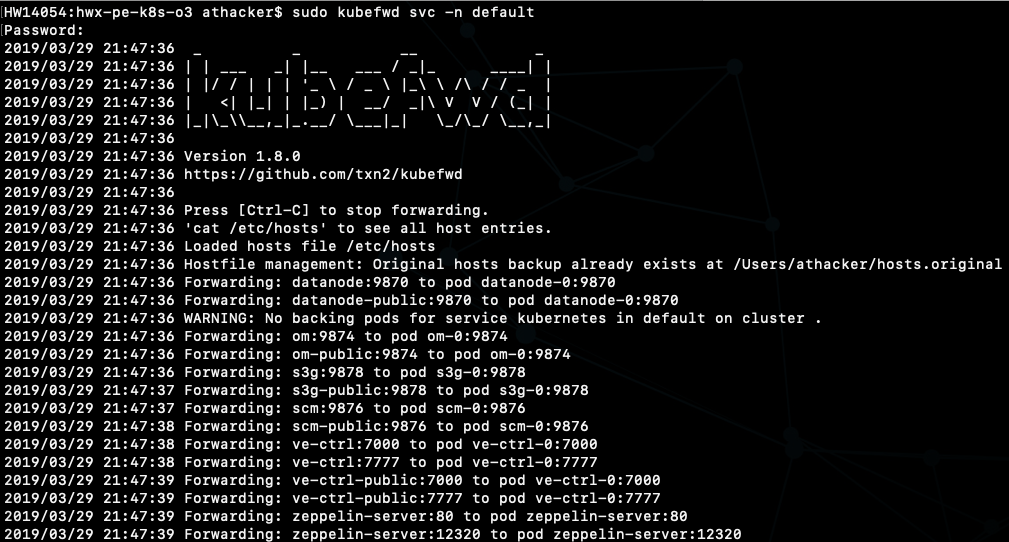 HW14054:hwx-pe-k8s-o3 athacker$ sudo kubefwd svc -n default
Password:
2019/03/29 21:47:36  _          _           __             _
2019/03/29 21:47:36 | | ___   _| |__   ___ / _|_      ____| |
2019/03/29 21:47:36 | |/ / | | | '_ \ / _ \ |_\ \ /\ / / _  |
2019/03/29 21:47:36 |   <| |_| | |_) |  __/  _|\ V  V / (_| |
2019/03/29 21:47:36 |_|\_\\__,_|_.__/ \___|_|   \_/\_/ \__,_|
2019/03/29 21:47:36
2019/03/29 21:47:36 Version 1.8.0
2019/03/29 21:47:36 https://github.com/txn2/kubefwd
2019/03/29 21:47:36
2019/03/29 21:47:36 Press [Ctrl-C] to stop forwarding.
2019/03/29 21:47:36 'cat /etc/hosts' to see all host entries.
2019/03/29 21:47:36 Loaded hosts file /etc/hosts
2019/03/29 21:47:36 Hostfile management: Original hosts backup already exists at /Users/athacker/hosts.original
2019/03/29 21:47:36 Forwarding: datanode:9870 to pod datanode-0:9870
2019/03/29 21:47:36 Forwarding: datanode-public:9870 to pod datanode-0:9870
2019/03/29 21:47:36 WARNING: No backing pods for service kubernetes in default on cluster .
2019/03/29 21:47:36 Forwarding: om:9874 to pod om-0:9874
2019/03/29 21:47:36 Forwarding: om-public:9874 to pod om-0:9874
2019/03/29 21:47:36 Forwarding: s3g:9878 to pod s3g-0:9878
2019/03/29 21:47:37 Forwarding: s3g-public:9878 to pod s3g-0:9878
2019/03/29 21:47:37 Forwarding: scm:9876 to pod scm-0:9876
2019/03/29 21:47:38 Forwarding: scm-public:9876 to pod scm-0:9876
2019/03/29 21:47:38 Forwarding: ve-ctrl:7000 to pod ve-ctrl-0:7000
2019/03/29 21:47:38 Forwarding: ve-ctrl:7777 to pod ve-ctrl-0:7777
2019/03/29 21:47:39 Forwarding: ve-ctrl-public:7000 to pod ve-ctrl-0:7000
2019/03/29 21:47:39 Forwarding: ve-ctrl-public:7777 to pod ve-ctrl-0:7777
2019/03/29 21:47:39 Forwarding: zeppelin-server:80 to pod zeppelin-server:80
2019/03/29 21:47:39 Forwarding: zeppelin-server:12320 to pod zeppelin-server:12320